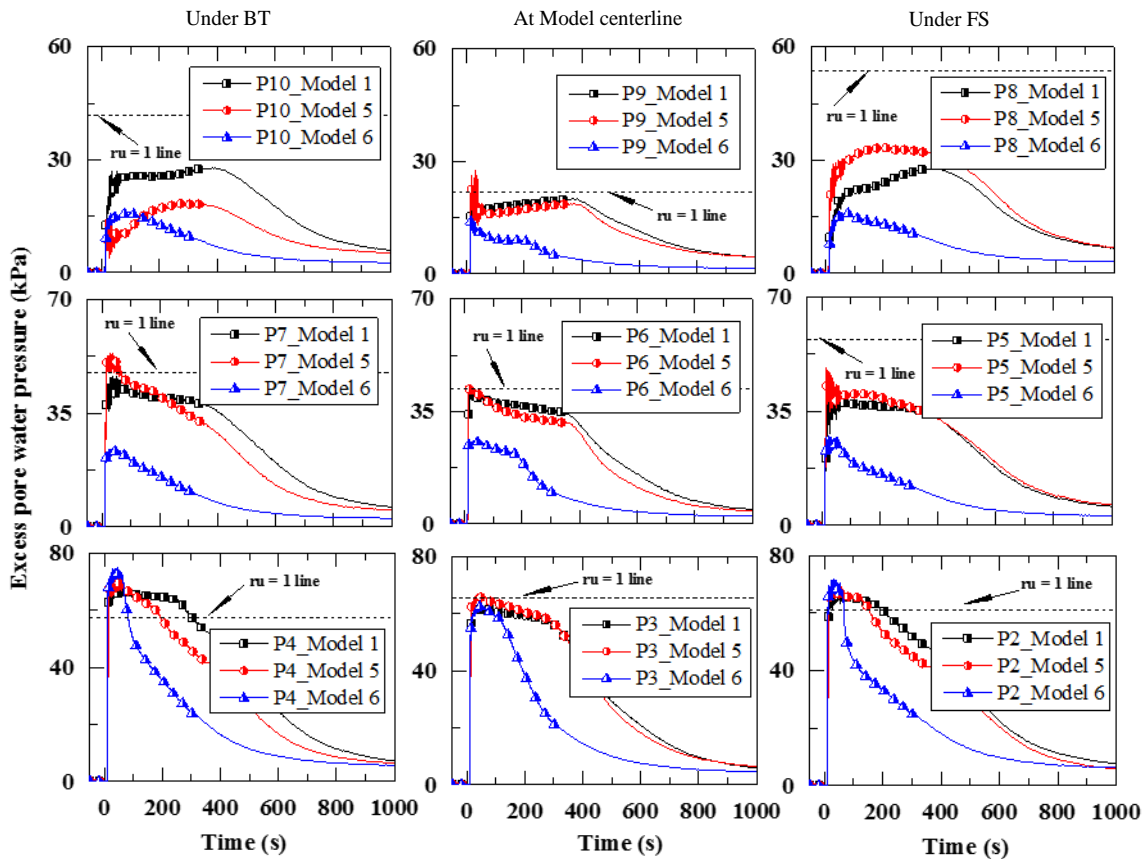 Under BT
At Model centerline
Under FS
Excess pore water pressure (kPa)
60
30
0
P10_Model 1
P10_Model 5
P10_Model 6
ru = 1 line
60
30
0
P9_Model 1
P9_Model 5
P9_Model 6
ru = 1 line
60
30
0
P8_Model 1
P8_Model 5
P8_Model 6
ru = 1 line
70
35
0
ru = 1 line
P7_Model 1
P7_Model 5
P7_Model 6
70
35
0
ru = 1 line
P6_Model 1
P6_Model 5
P6_Model 6
70
35
0
P5_Model 1
P5_Model 5
P5_Model 6
ru = 1 line
80
40
0
ru = 1 line
P4_Model 1
P4_Model 5
P4_Model 6
0 200 400 600 800 1000
Time (s)
80
40
0
ru = 1 line
P3_Model 1
P3_Model 5
P3_Model 6
0 200 400 600 800 1000
Time (s)
80
40
0
ru = 1 line
P2_Model 1
P2_Model 5
P2_Model 6
0 200 400 600 800 1000
Time (s)